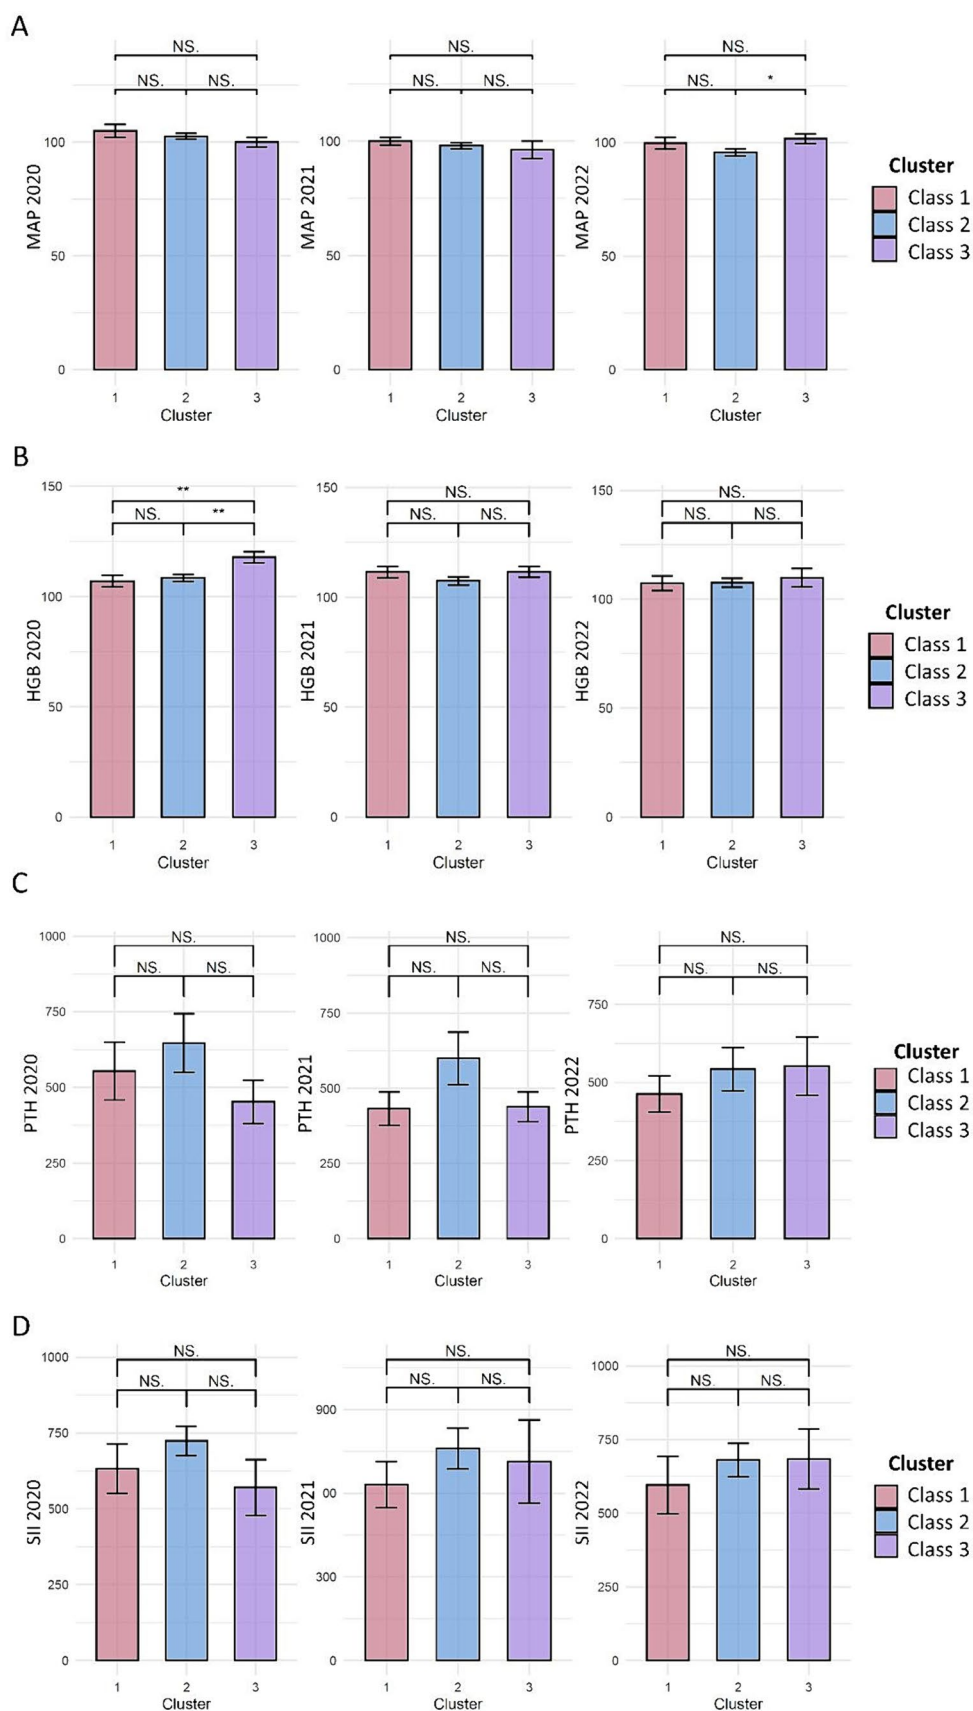 A
NS. NS. NS.
NS. NS. NS. NS. NS. *
MAP 2020 100 50 0
MAP 2021 100 50 0
MAP 2022 100 50 0
Cluster
Class 1
Class 2
Class 3
1 2 3 1 2 3 1 2 3
Cluster Cluster Cluster
B
** NS. NS.
NS. ** NS. NS. NS. NS.
HGB 2020 150 100 50 0
HGB 2021 150 100 50 0
HGB 2022 150 100 50 0
Cluster
Class 1
Class 2
Class 3
1 2 3 1 2 3 1 2 3
Cluster Cluster Cluster
C
NS. NS. NS.
NS. NS. NS. NS. NS. NS.
PTH 2020 1000 750 500 250 0
PTH 2021 1000 750 500 250 0
PTH 2022 750 500 250 0
Cluster
Class 1
Class 2
Class 3
1 2 3 1 2 3 1 2 3
Cluster Cluster Cluster
D
NS. NS. NS.
NS. NS. NS. NS. NS. NS.
SII 2020 1000 750 500 250 0
SII 2021 900 00 300 0
SII 2022 1000 750 500 250 0
Cluster
Class 1
Class 2
Class 3
1 2 3 1 2 3 1 2 3
Cluster Cluster Cluster